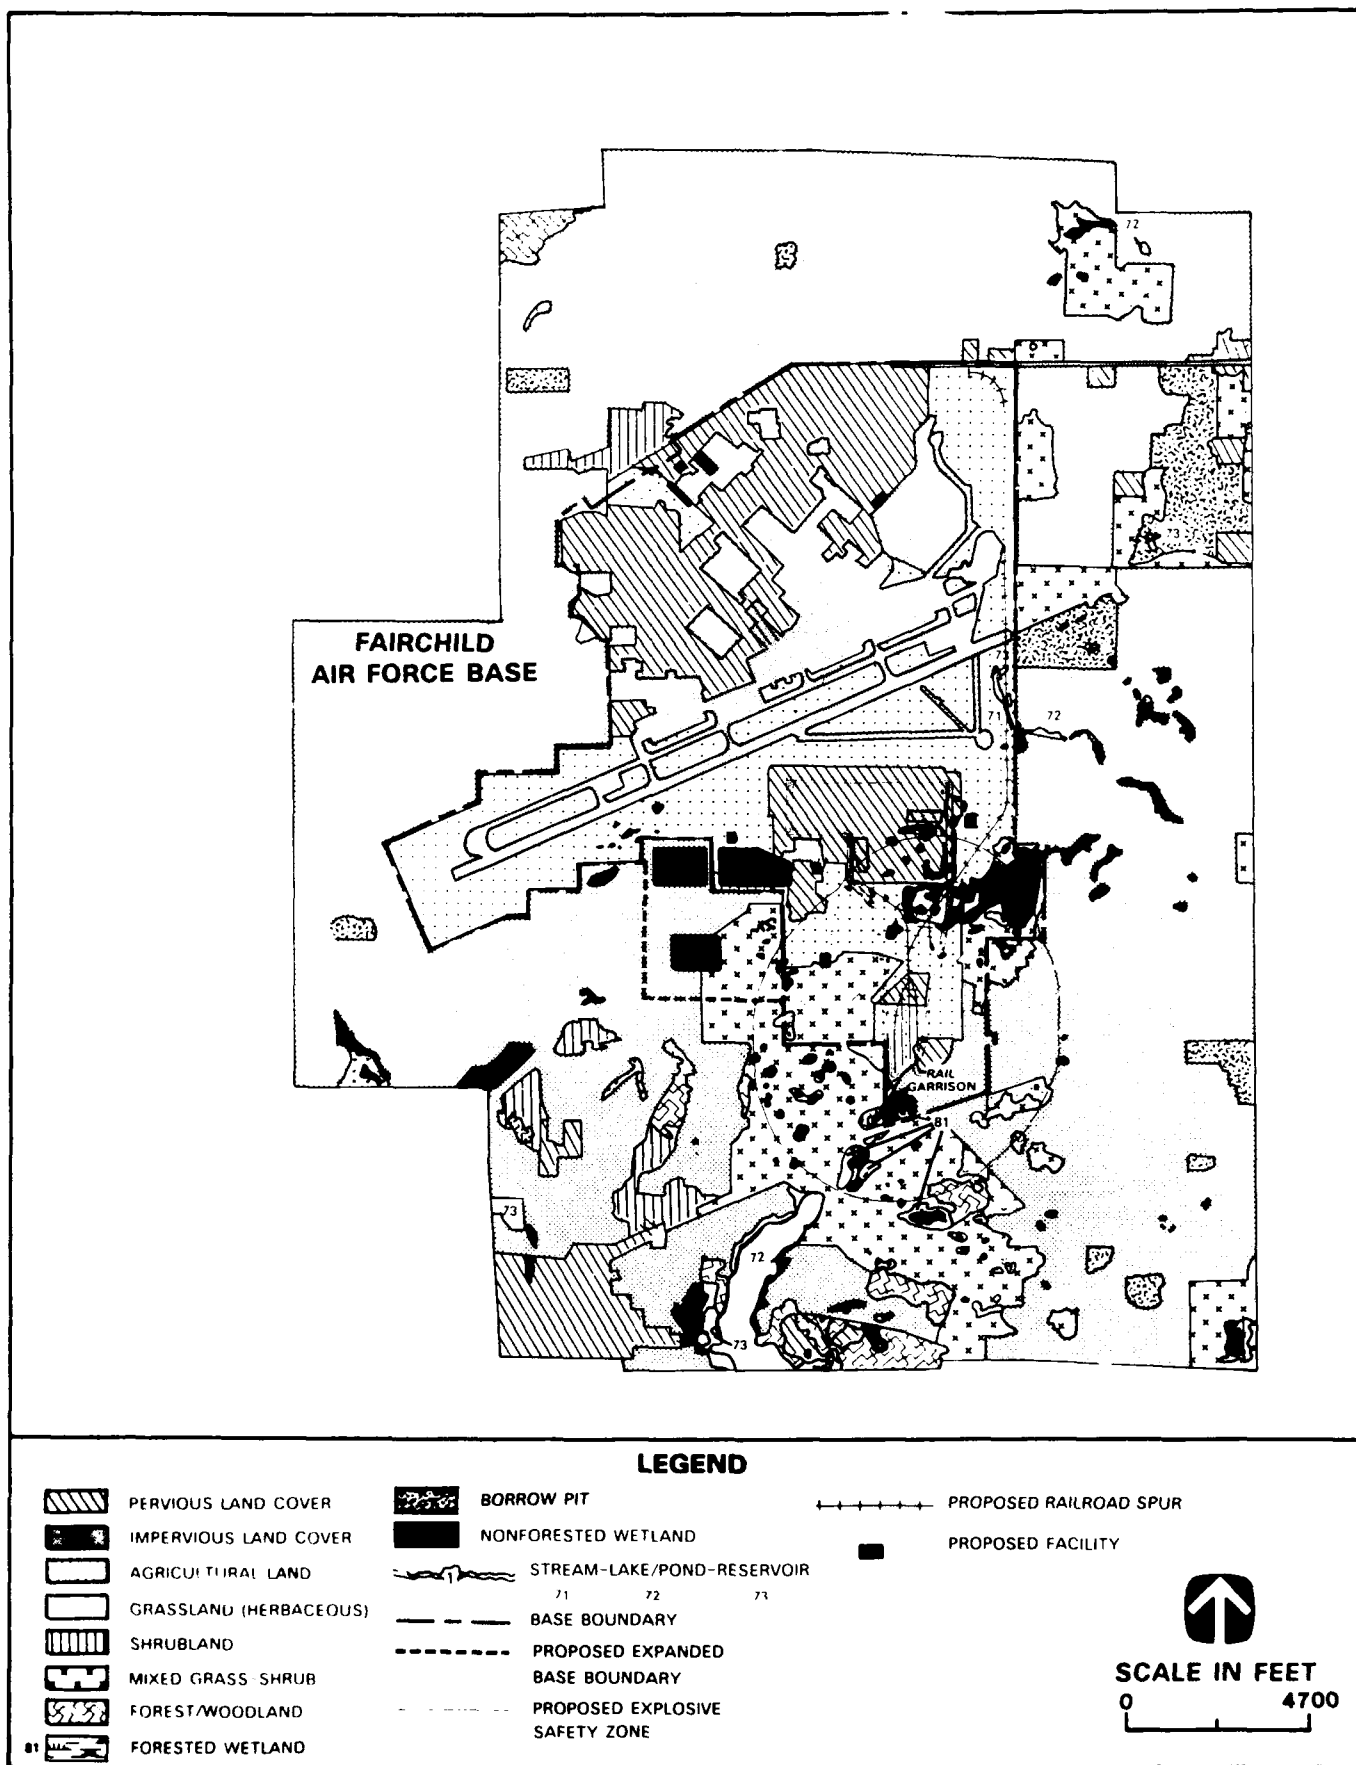 72
73
FAIRCHILD
AIR FORCE BASE
71
72
RAIL
GARRISON
81
73
72
73
LEGEND
PERVIOUS LAND COVER
IMPERVIOUS LAND COVER
AGRICULTURAL LAND
GRASSLAND (HERBACEOUS)
SHRUBLAND
MIXED GRASS SHRUB
FOREST/WOODLAND
81 FORESTED WETLAND
BORROW PIT
NONFORESTED WETLAND
STREAM-LAKE/POND-RESERVOIR
71 72 73
BASE BOUNDARY
PROPOSED EXPANDED
BASE BOUNDARY
PROPOSED EXPLOSIVE
SAFETY ZONE
PROPOSED RAILROAD SPUR
PROPOSED FACILITY
SCALE IN FEET
0 4700